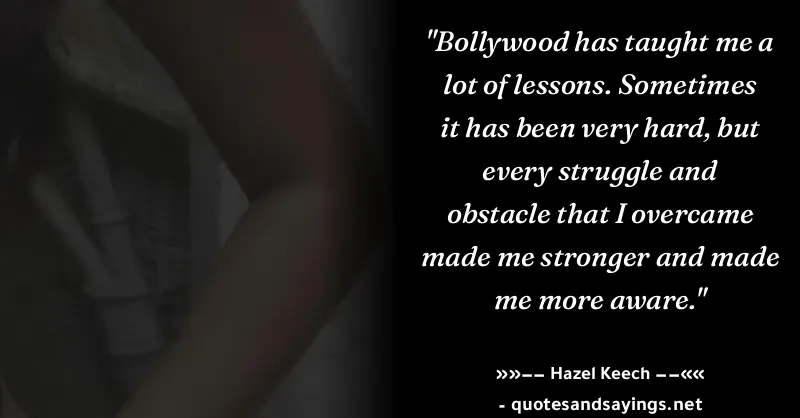 "Bollywood has taught me a
lot of lessons. Sometimes
it has been very hard, but
every struggle and
obstacle that I overcame
made me stronger and made
me more aware."
»»−− Hazel Keech −−««
- quotesandsayings.net